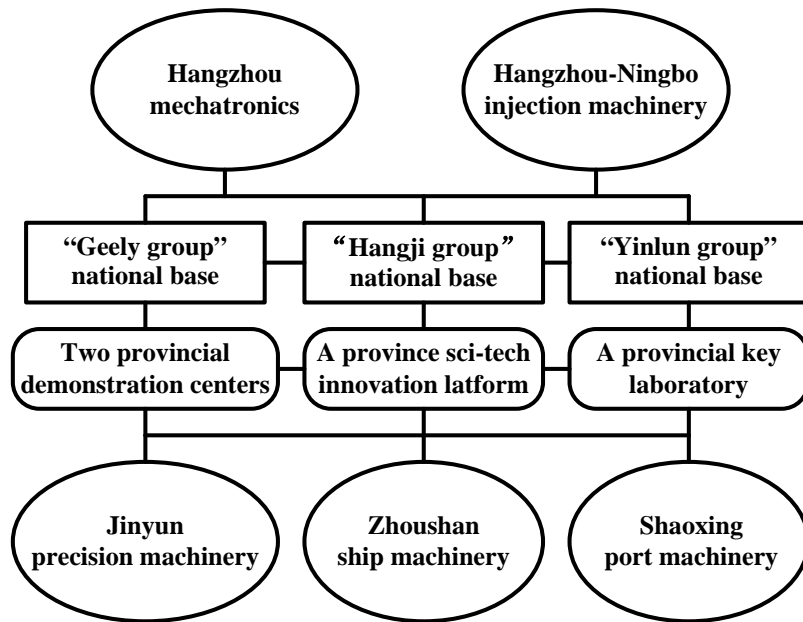 Hangzhou
mechatronics
Hangzhou-Ningbo
injection machinery
“Geely group”
national base
“Hangji group”
national base
“Yinlun group”
national base
Two provincial
demonstration centers
A province sci-tech
innovation latform
A provincial key
laboratory
Jinyun
precision machinery
Zhoushan
ship machinery
Shaoxing
port machinery